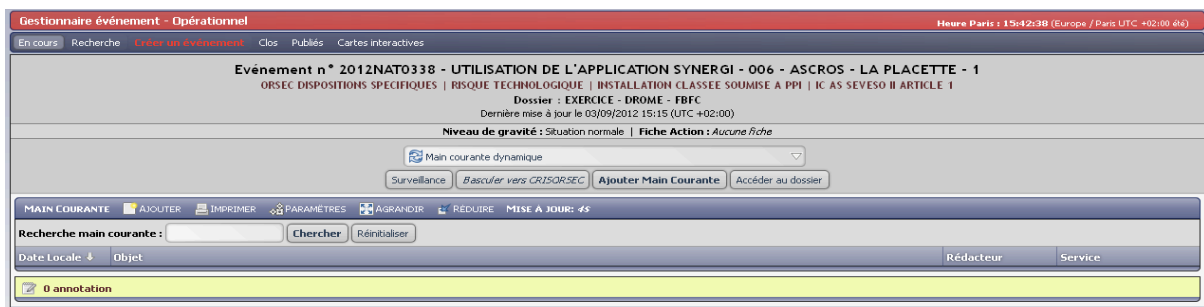 Gestionnaire événement - Opérationnel
Heure Paris : 15:42:38 (Europe / Paris UTC +02:00 été)
En cours Recherche Créer un événement Clos Publiés Cartes interactives
Evénement n° 2012NAT0338 - UTILISATION DE L'APPLICATION SYNERGI - 006 - ASCROS - LA PLACETTE - 1
ORSEC DISPOSITIONS SPECIFIQUES | RISQUE TECHNOLOGIQUE | INSTALLATION CLASSEE SOUMISE A PPI | IC AS SEVESO II ARTICLE 1
Dossier : EXERCICE - DROME - FBFC
Dernière mise à jour le 03/09/2012 15:15 (UTC +02:00)
Niveau de gravité : Situation normale | Fiche Action : Aucune fiche
Main courante dynamique
Surveillance Basculer vers CRISORSEC Ajouter Main Courante Accéder au dossier
MAIN COURANTE AJOUTER IMPRIMER PARAMÈTRES AGRANDIR RÉDUIRE MISE À JOUR: 4s
Recherche main courante : Chercher Réinitialiser
Date Locale Objet Rédacteur Service
0 annotation